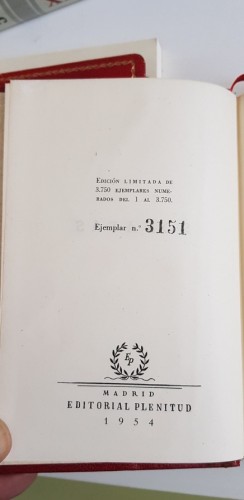 EDICIÓN LIMITADA DE
3.750 EJEMPLARES NUME-
RADOS DEL 1 AL 3.750.
Ejemplar n.º 3151
EP
MADRID
EDITORIAL PLENITUD
1954